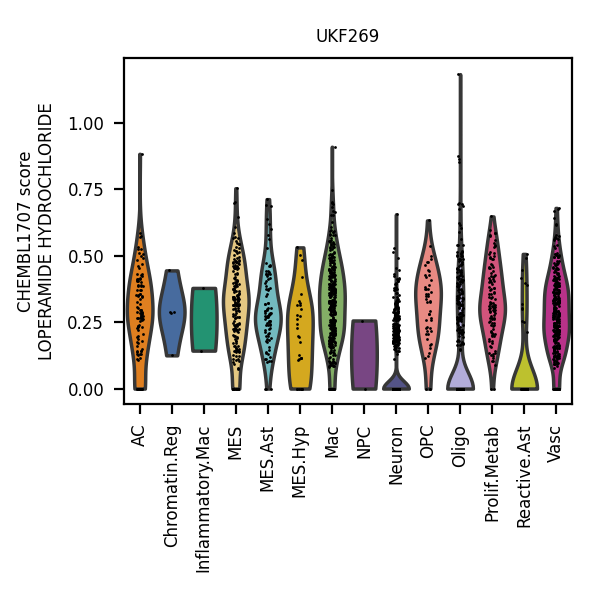 UKF269
CHEMBL1707 score
LOPERAMIDE HYDROCHLORIDE
1.00
0.75
0.50
0.25
0.00
AC
Chromatin.Reg
Inflammatory.Mac
MES
MES.Ast
MES.Hyp
Mac
NPC
Neuron
OPC
Oligo
Prolif.Metab
Reactive.Ast
Vasc